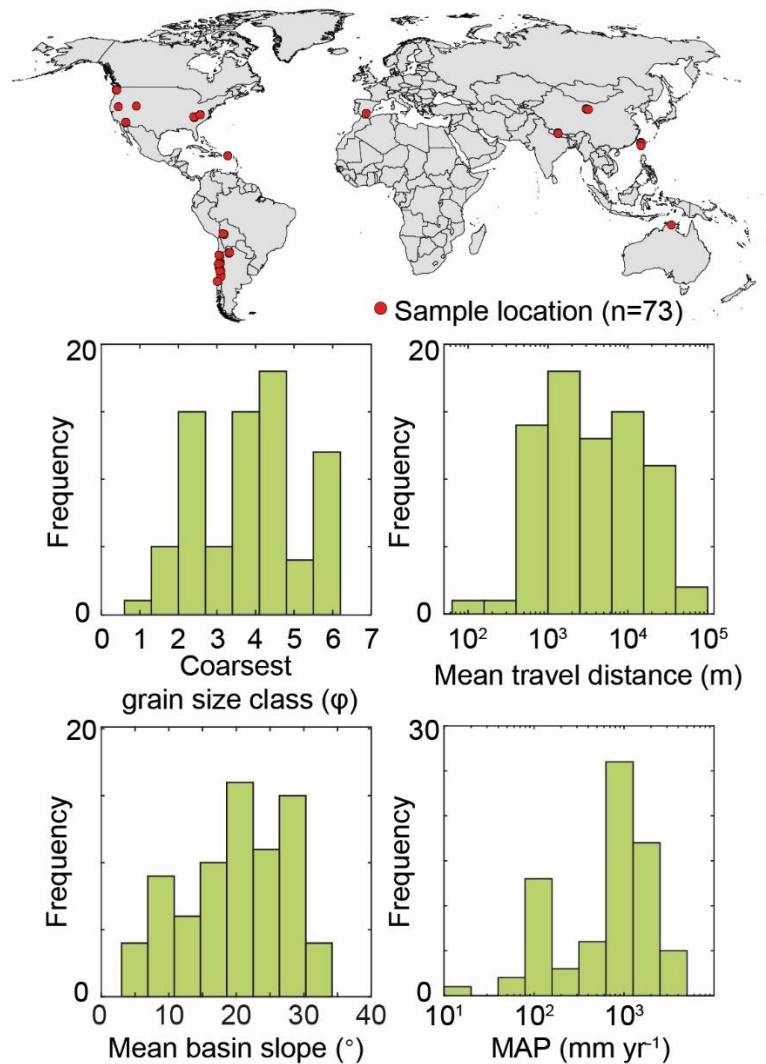 Sample location (n=73)
20
Frequency
0
0 1 2 3 4 5 6 7
Coarsest
grain size class (φ)
20
Frequency
0
10² 10³ 10⁴ 10⁵
Mean travel distance (m)
20
Frequency
0
0 10 20 30 40
Mean basin slope (°)
30
Frequency
0
10¹ 10² 10³
MAP (mm yr⁻¹)